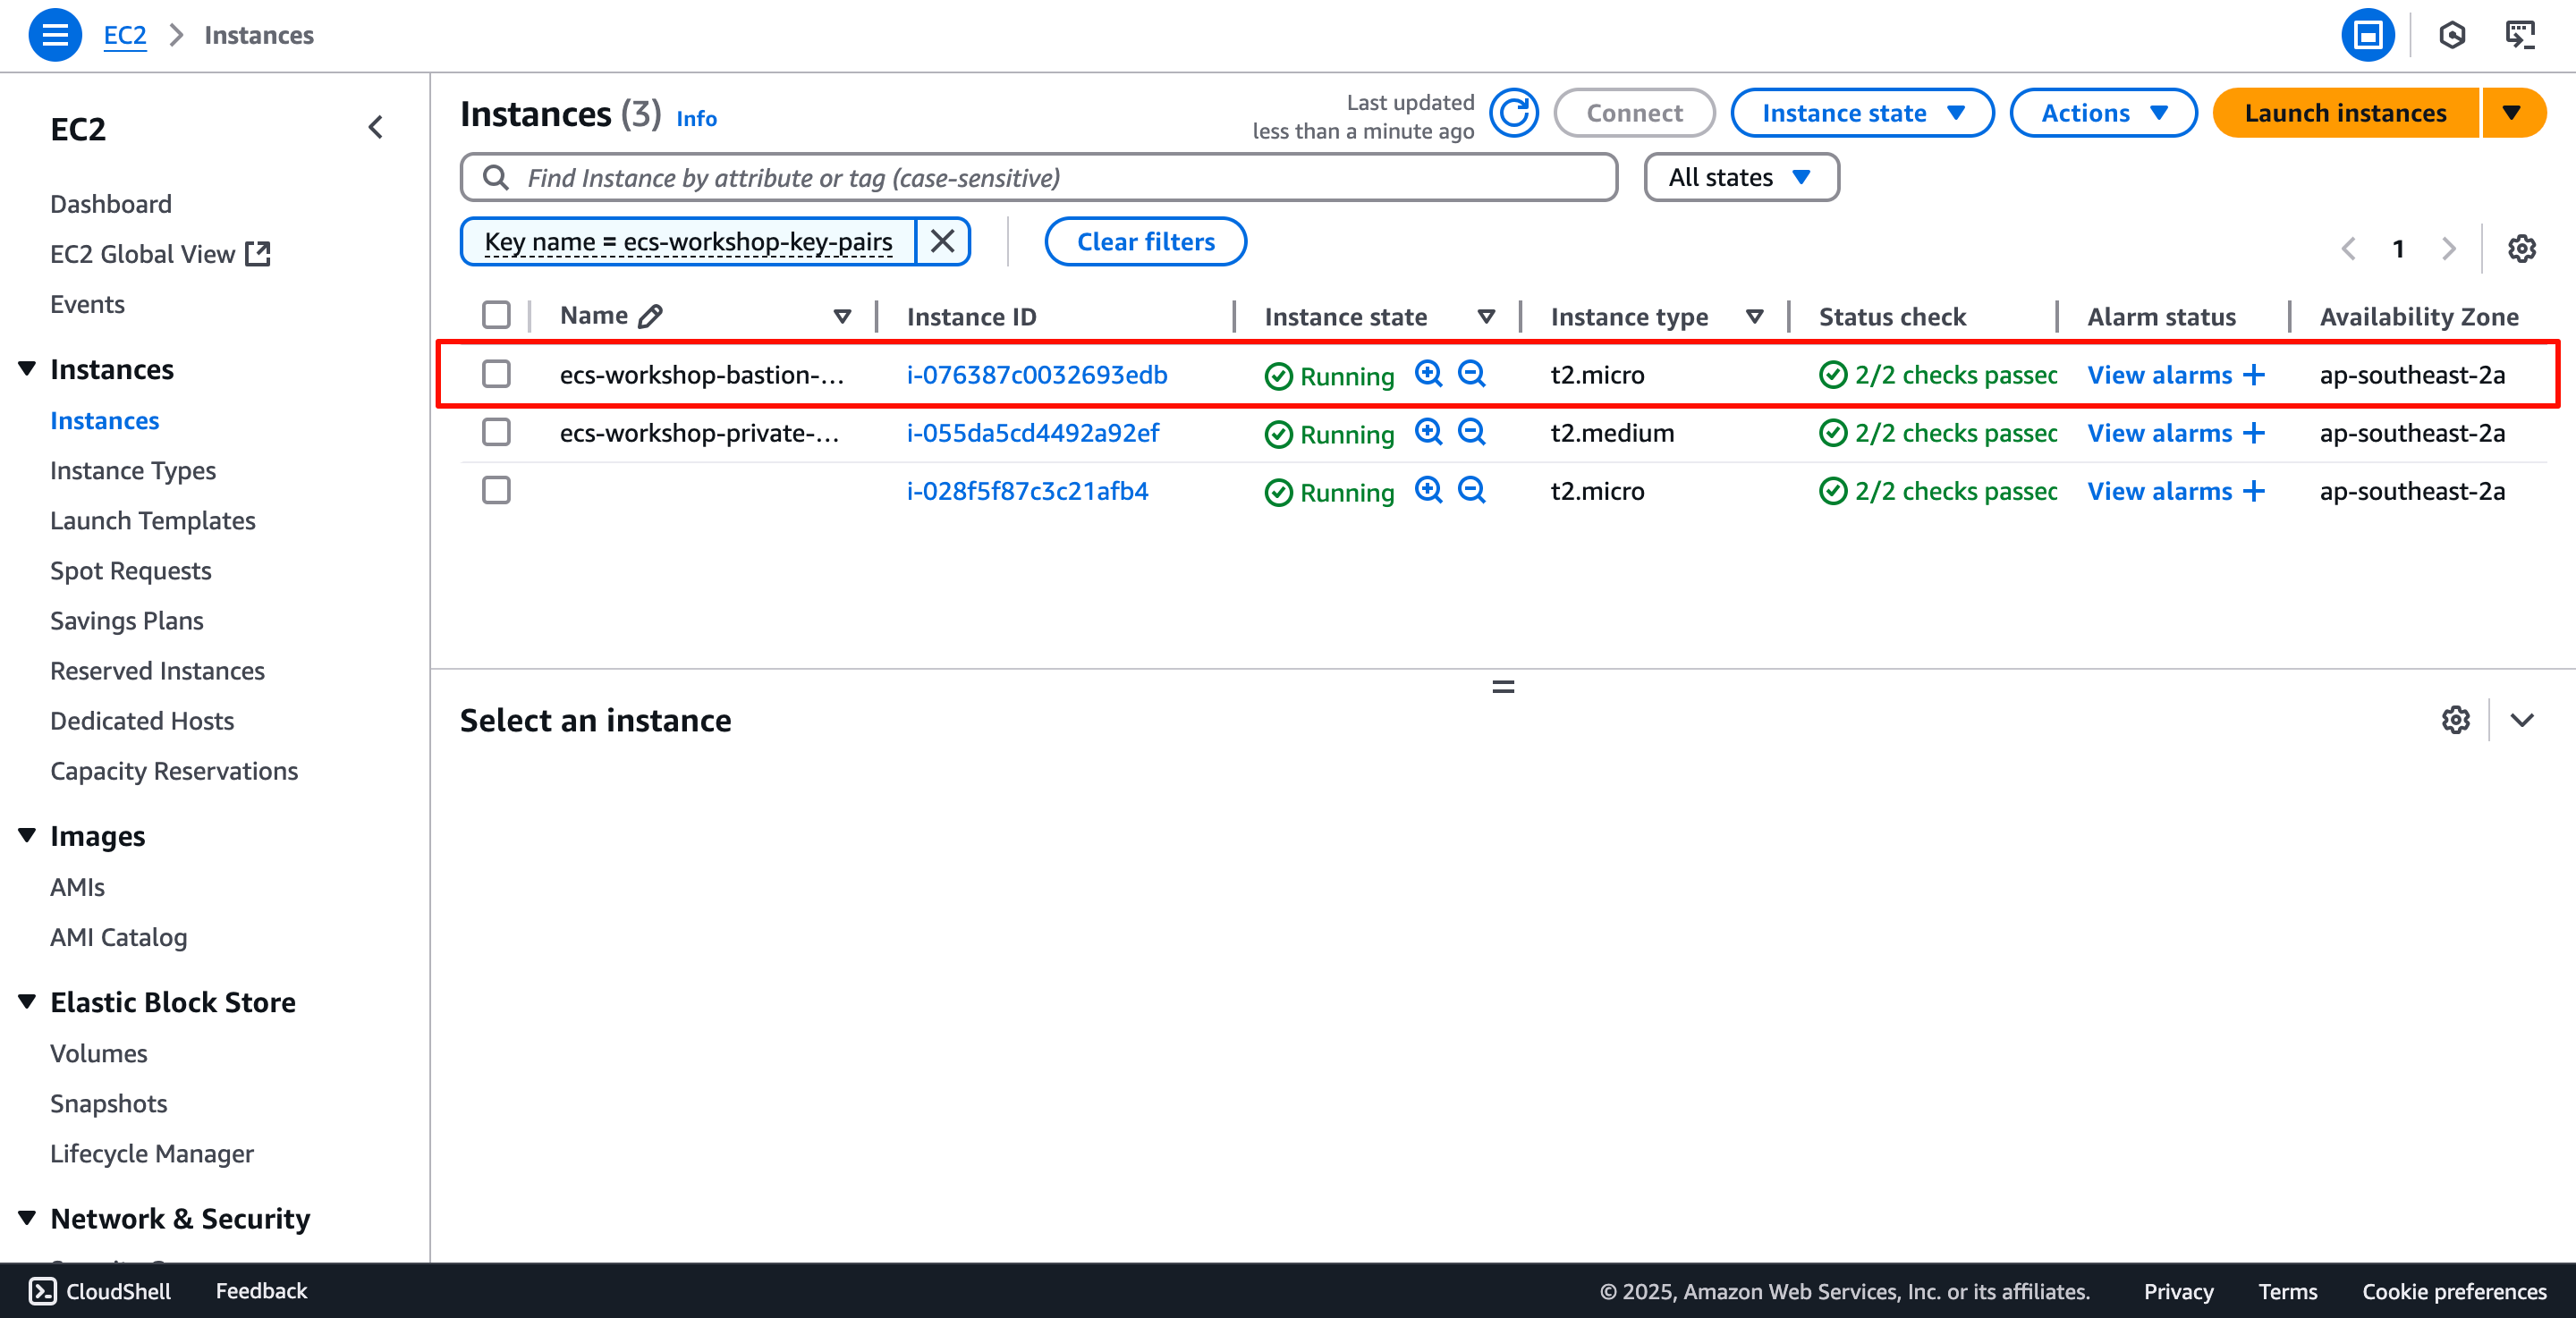 EC2 > Instances
EC2
Dashboard
EC2 Global View
Events
Instances
Instances
Instance Types
Launch Templates
Spot Requests
Savings Plans
Reserved Instances
Dedicated Hosts
Capacity Reservations
Images
AMIs
AMI Catalog
Elastic Block Store
Volumes
Snapshots
Lifecycle Manager
Network & Security
Instances (3) Info
Last updated
less than a minute ago
Connect
Instance state
Actions
Launch instances
Find Instance by attribute or tag (case-sensitive)
All states
Key name = ecs-workshop-key-pairs
Clear filters
1
Name Instance ID Instance state Instance type Status check Alarm status Availability Zone
ecs-workshop-bastion-... i-076387c0032693edb Running t2.micro 2/2 checks passed View alarms + ap-southeast-2a
ecs-workshop-private-... i-055da5cd4492a92ef Running t2.medium 2/2 checks passed View alarms + ap-southeast-2a
i-028f5f87c3c21afb4 Running t2.micro 2/2 checks passed View alarms + ap-southeast-2a
Select an instance
CloudShell Feedback © 2025, Amazon Web Services, Inc. or its affiliates. Privacy Terms Cookie preferences